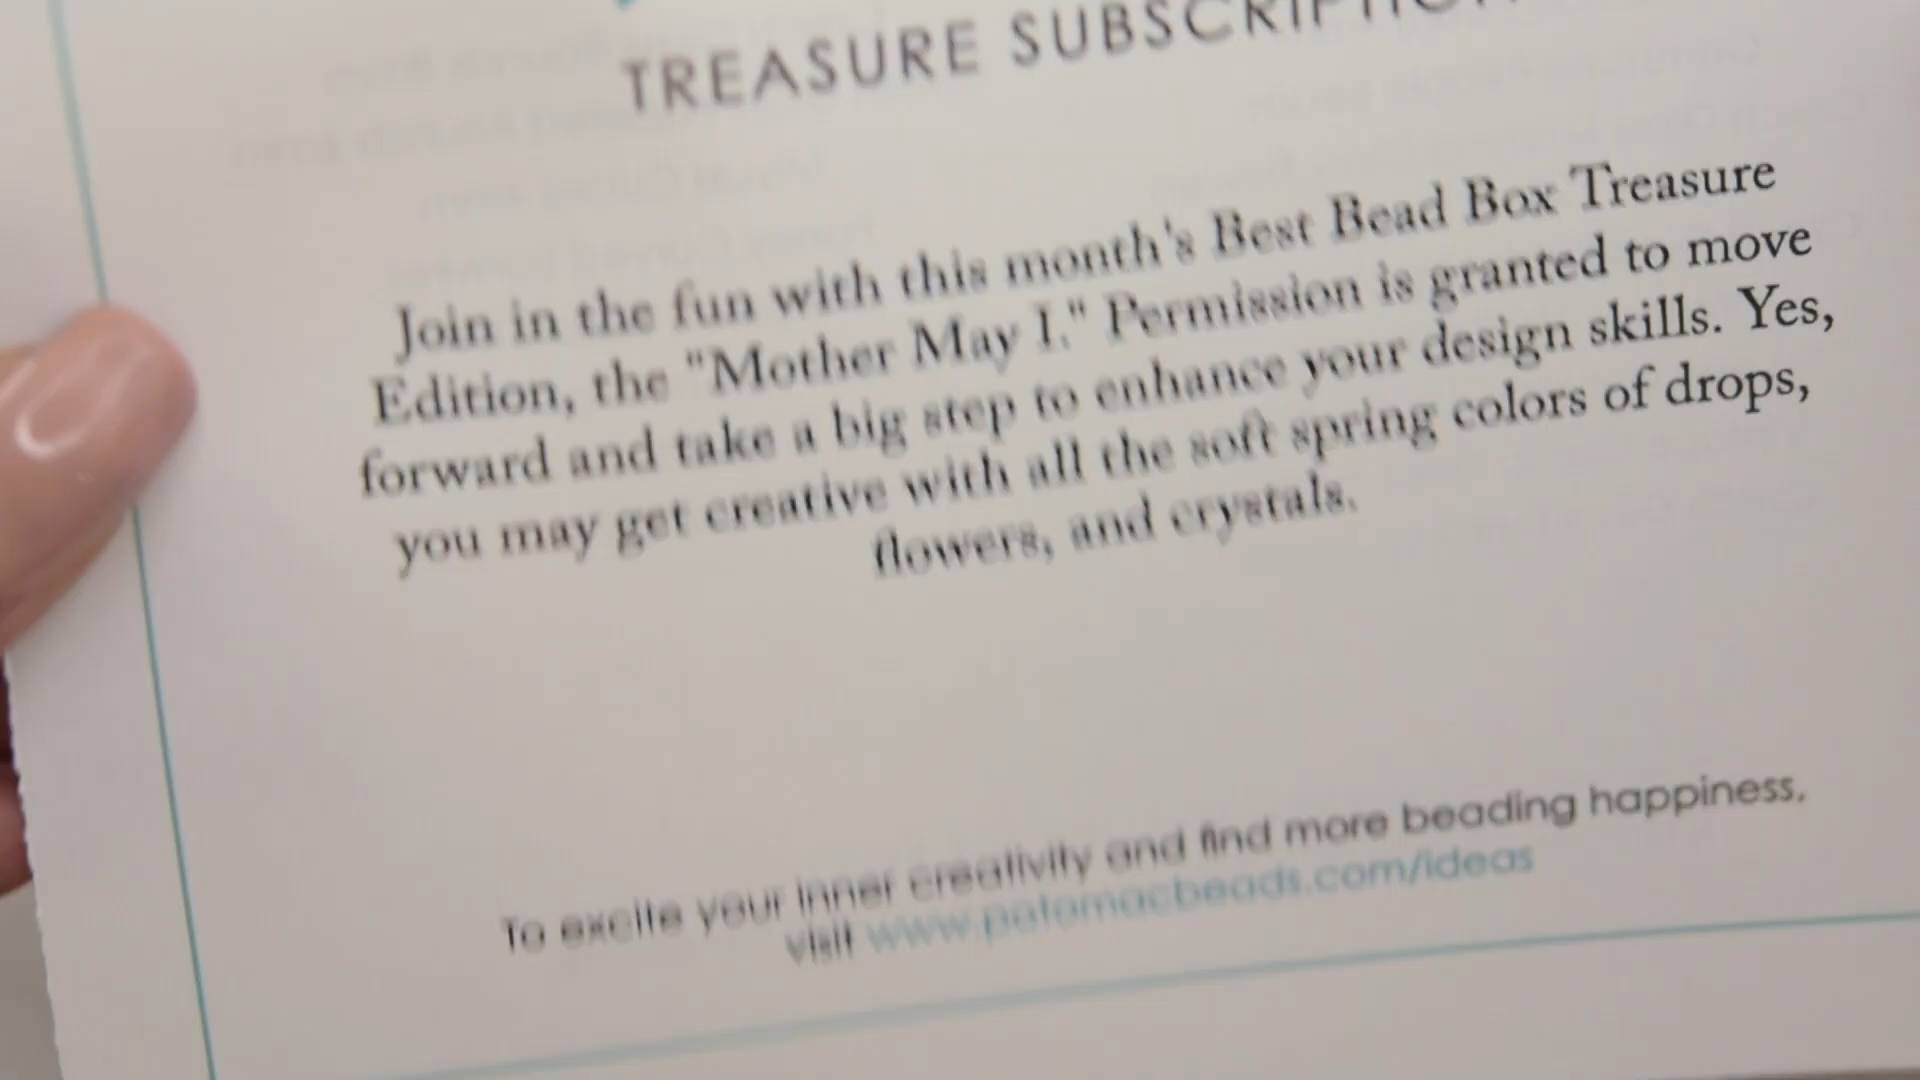 TREASURE SUBSCRIPTION
Join in the fun with this month's Best Bead Box Treasure
Edition, the "Mother May I." Permission is granted to move
forward and take a big step to enhance your design skills. Yes,
you may get creative with all the soft spring colors of drops,
flowers, and crystals.
To excite your inner creativity and find more beading happiness,
visit www.potomacbeads.com/ideas